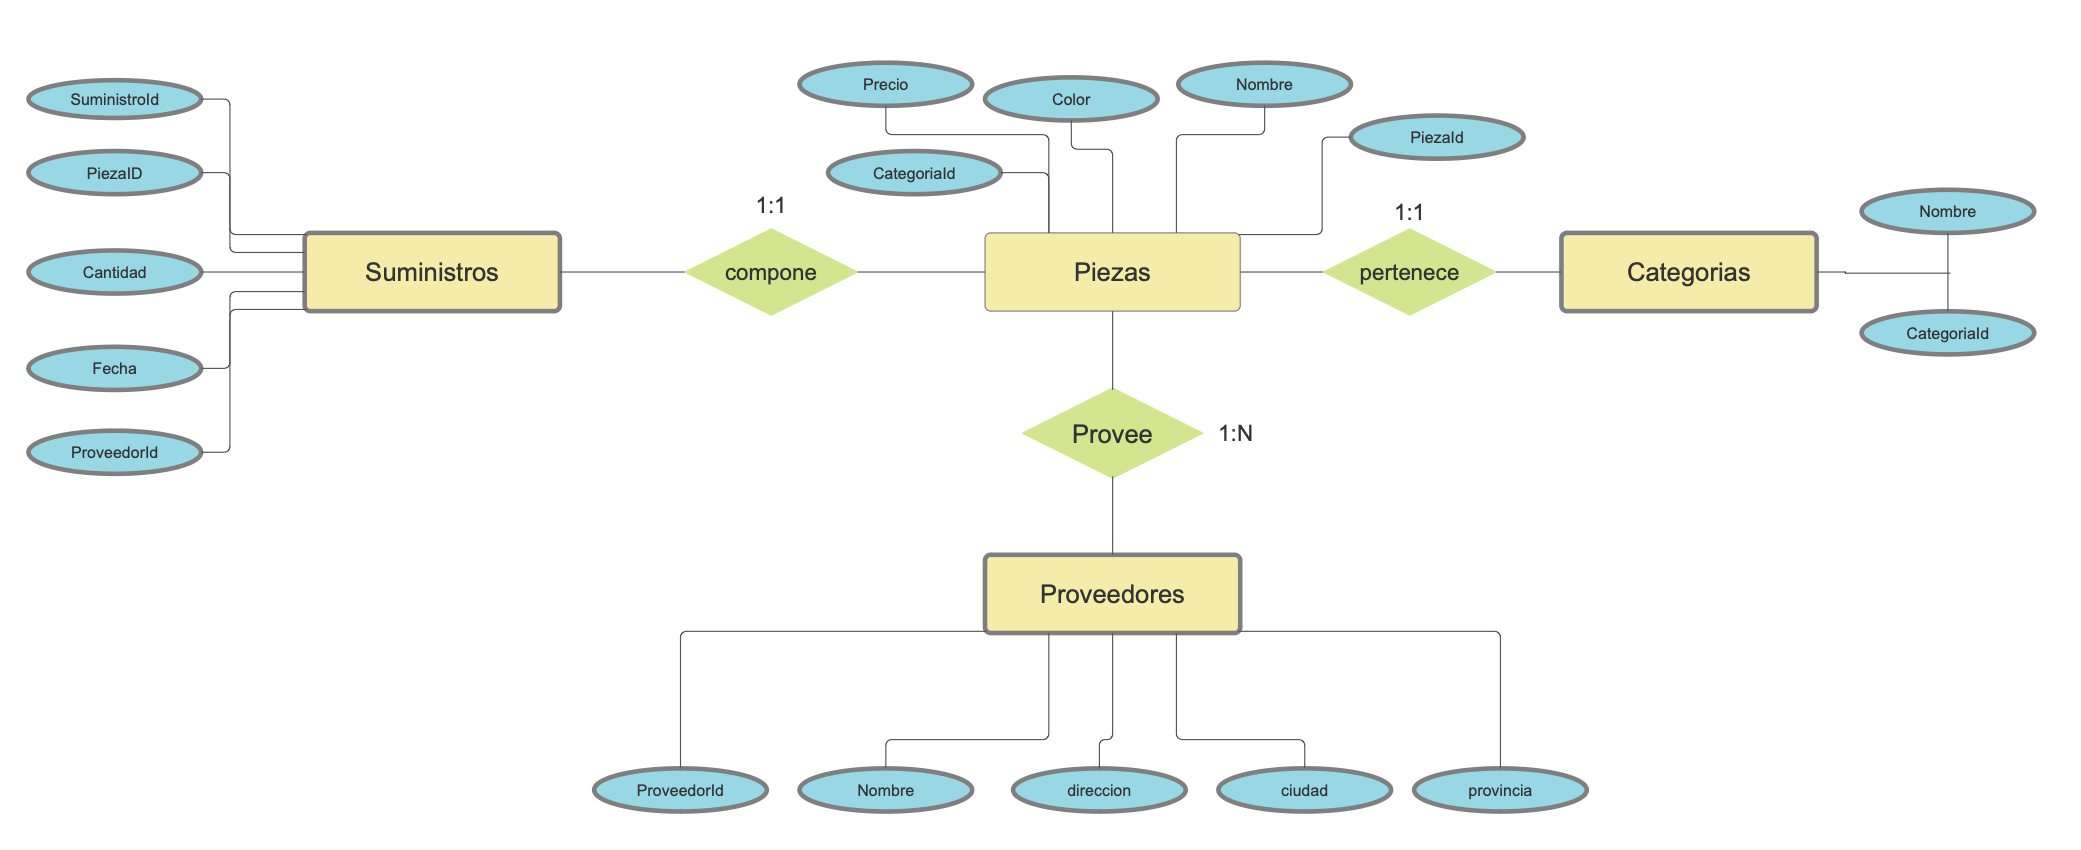 SuministroId
PiezaID
Cantidad
Fecha
ProveedorId
Suministros
1:1
compone
Precio
Color
Nombre
PiezaId
CategoriaId
Piezas
1:1
pertenece
Categorias
Nombre
CategoriaId
Provee
1:N
Proveedores
ProveedorId
Nombre
direccion
ciudad
provincia